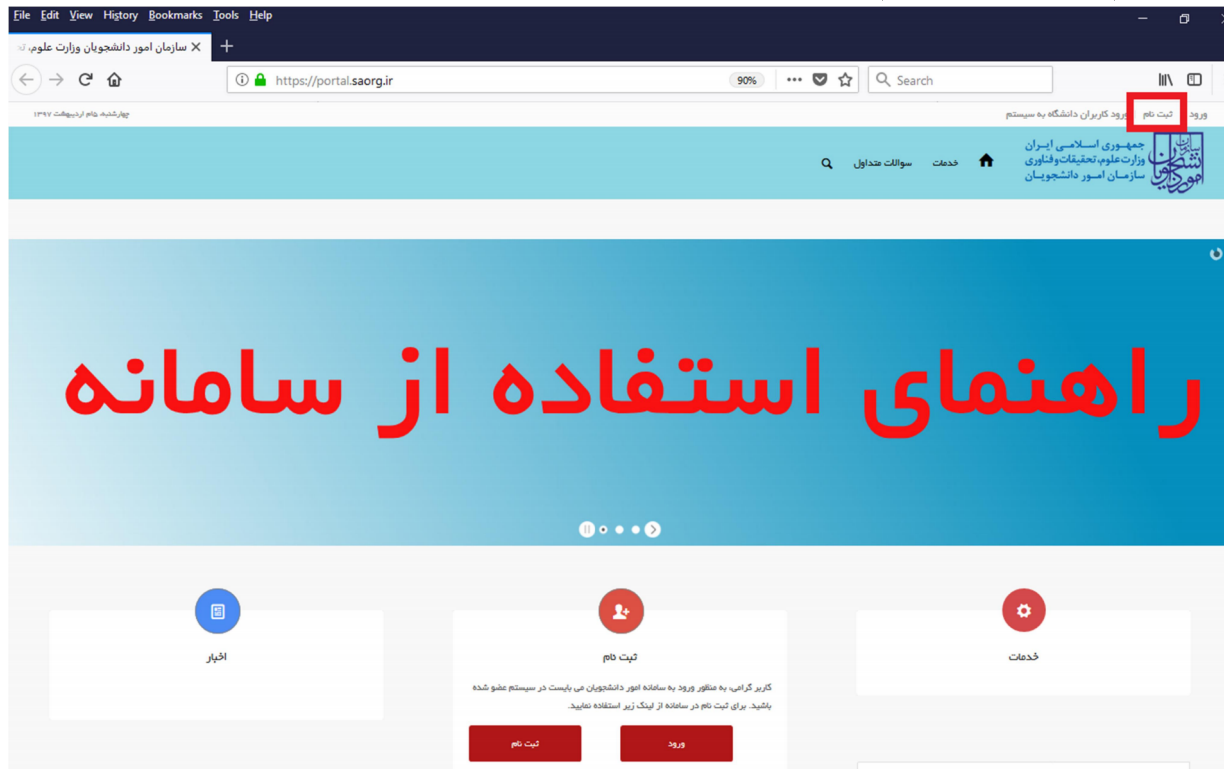 File Edit View History Bookmarks Tools Help
سازمان امور دانشجویان وزارت علوم، تح
https://portal.saorg.ir
90%
Search
ورود ثبت نام ورود کاربران دانشگاه به سیستم
جمهوری اسلامی ایران
وزارت علوم، تحقیقات و فناوری
سازمان امور دانشجویان
سازمان امور دانشجویان
خدمات سوالات متداول
راهنمای استفاده از سامانه
خدمات
ثبت نام
کاربر گرامی، به منظور ورود به سامانه امور دانشجویان می بایست در سیستم عضو شده
باشید. برای ثبت نام در سامانه از لینک زیر استفاده نمایید.
ورود ثبت نام
اخبار